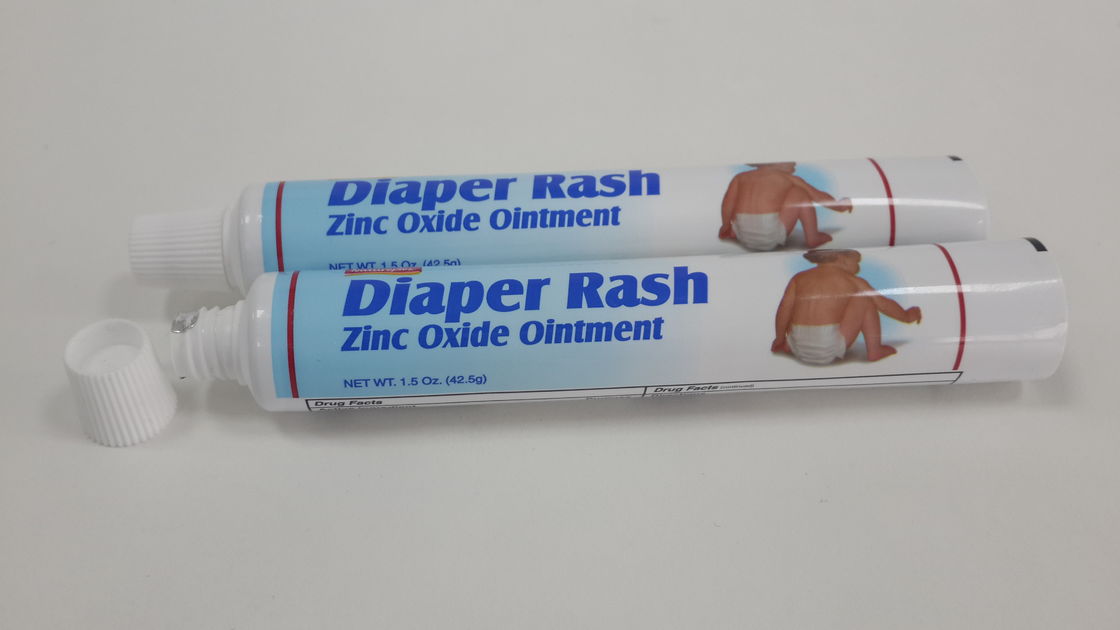 Diaper Rash
Zinc Oxide Ointment
NET WT. 1.5 Oz. (42.5g)
Diaper Rash
Zinc Oxide Ointment
NET WT. 1.5 Oz. (42.5g)
Drug Facts
Drug Facts (continued)